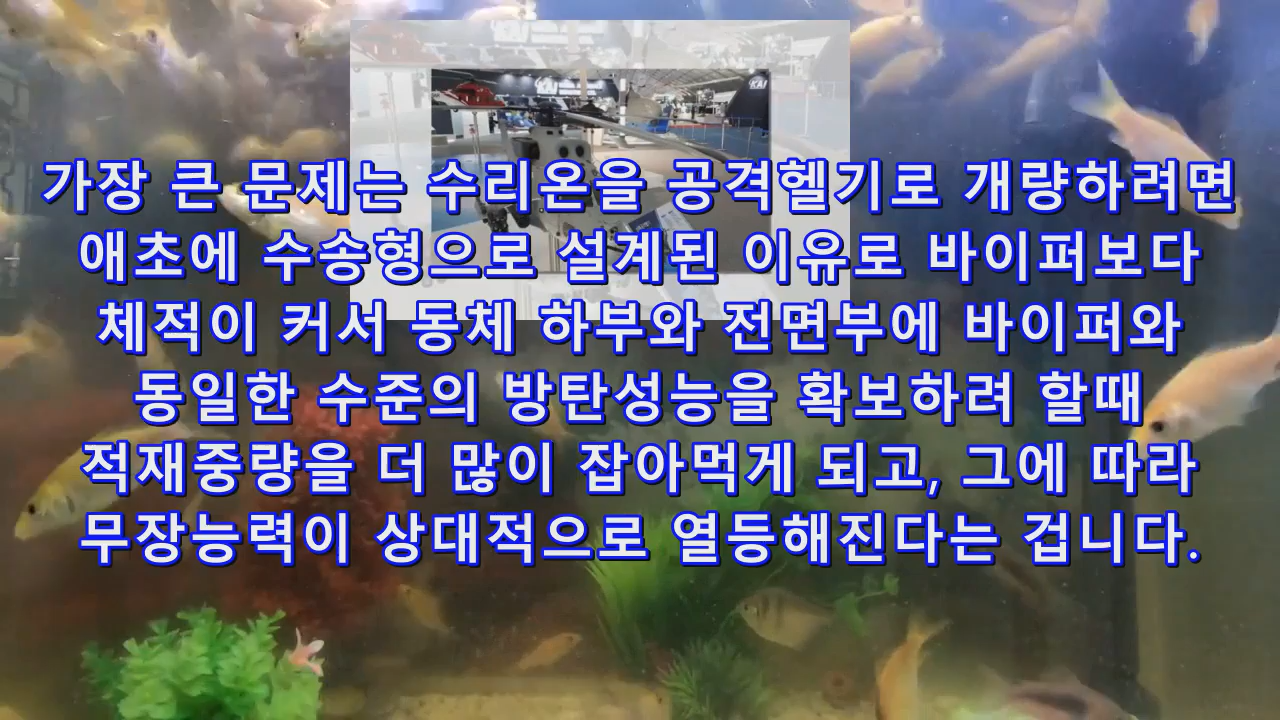 KAI
KAI
가장 큰 문제는 수리온을 공격헬기로 개량하려면
애초에 수송형으로 설계된 이유로 바이퍼보다
체적이 커서 동체 하부와 전면부에 바이퍼와
동일한 수준의 방탄성능을 확보하려 할때
적재중량을 더 많이 잡아먹게 되고, 그에 따라
무장능력이 상대적으로 열등해진다는 겁니다.